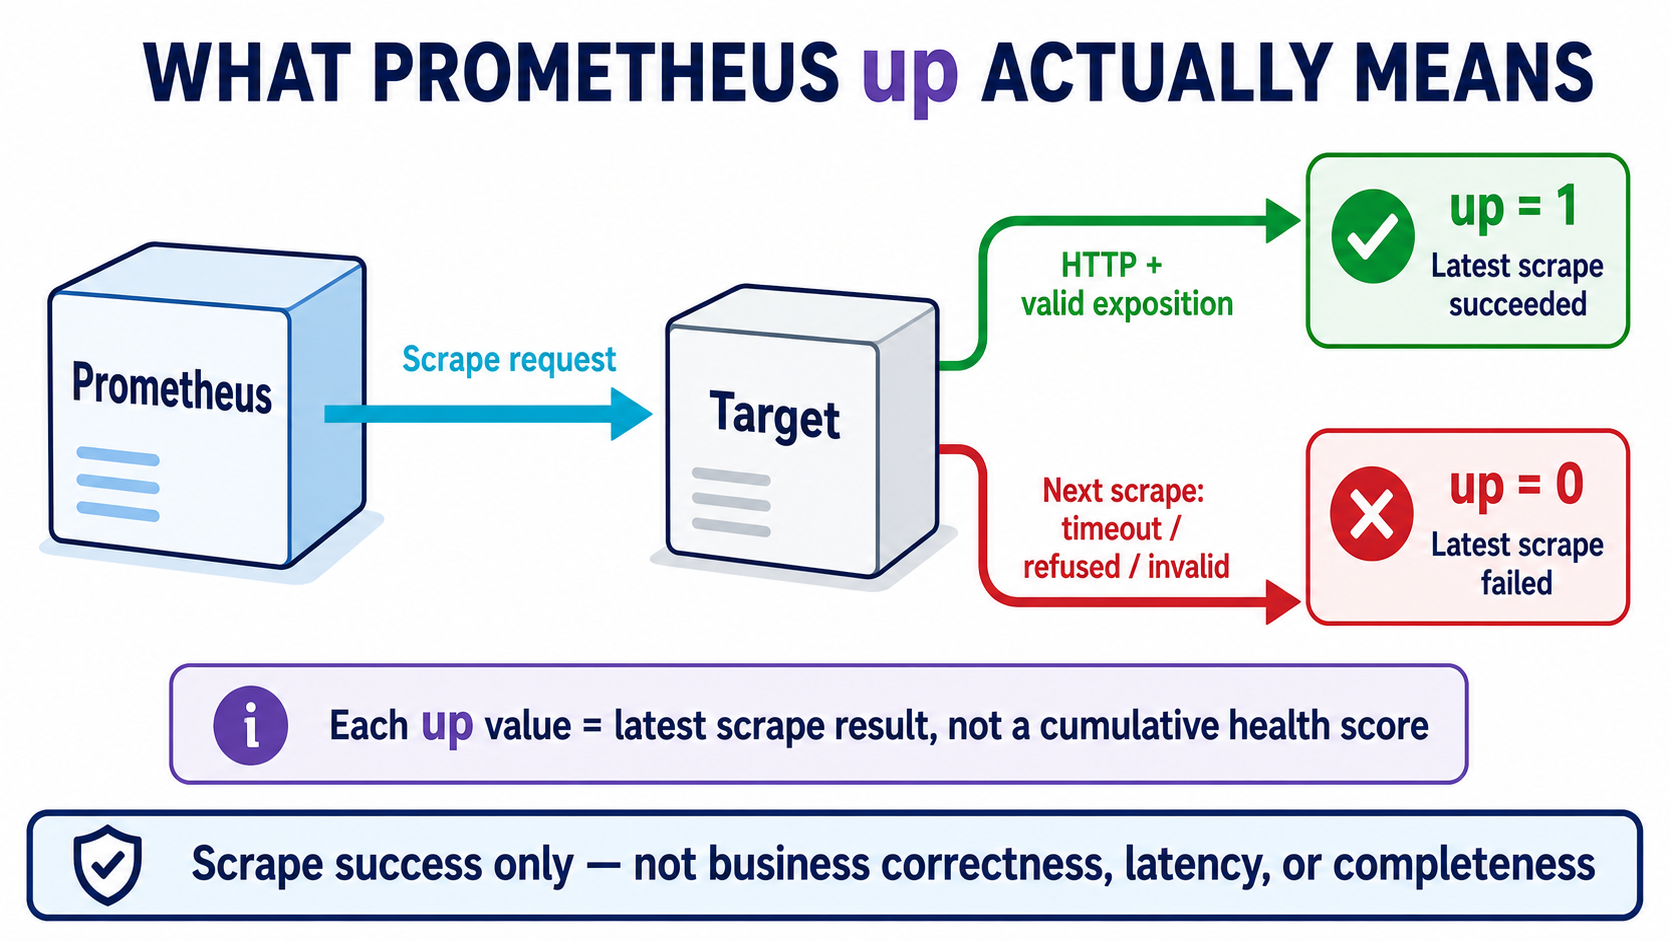 WHAT PROMETHEUS up ACTUALLY MEANS
Prometheus
Scrape request
Target
HTTP +
valid exposition
up = 1
Latest scrape
succeeded
Next scrape:
timeout /
refused / invalid
up = 0
Latest scrape
failed
i
Each up value = latest scrape result, not a cumulative health score
Scrape success only — not business correctness, latency, or completeness